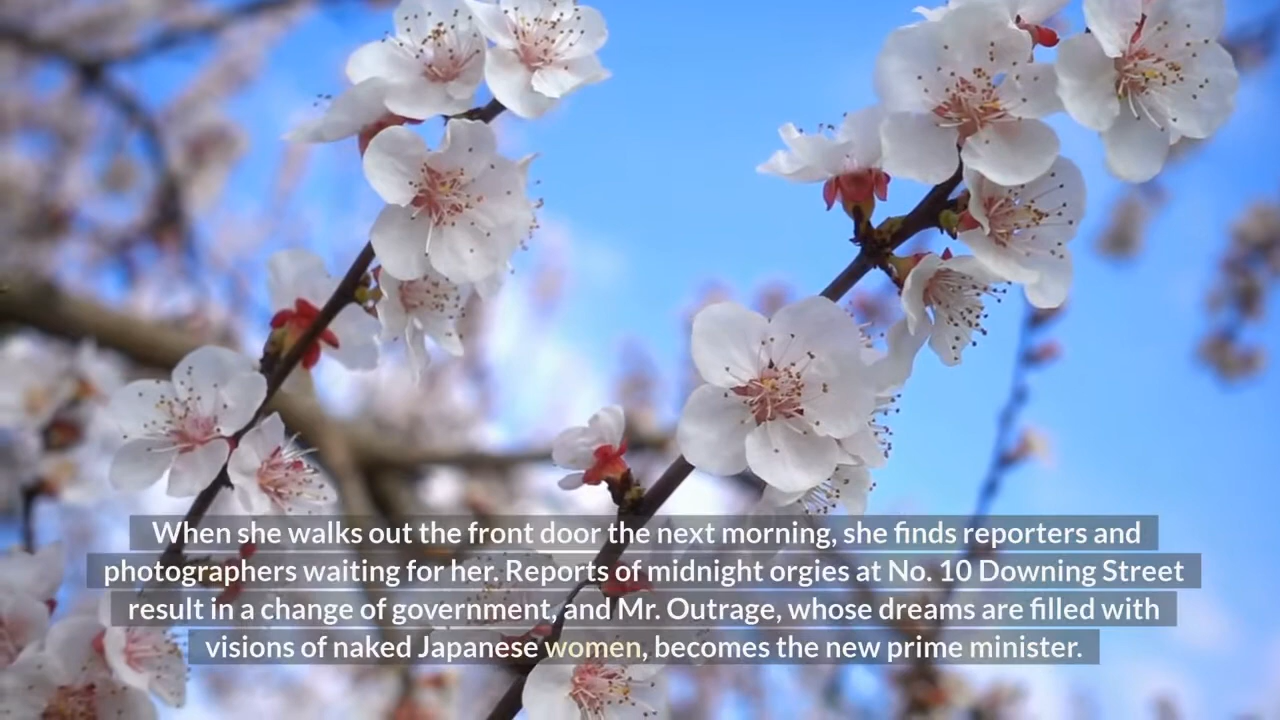 When she walks out the front door the next morning, she finds reporters and
photographers waiting for her. Reports of midnight orgies at No. 10 Downing Street
result in a change of government, and Mr. Outrage, whose dreams are filled with
visions of naked Japanese women, becomes the new prime minister.